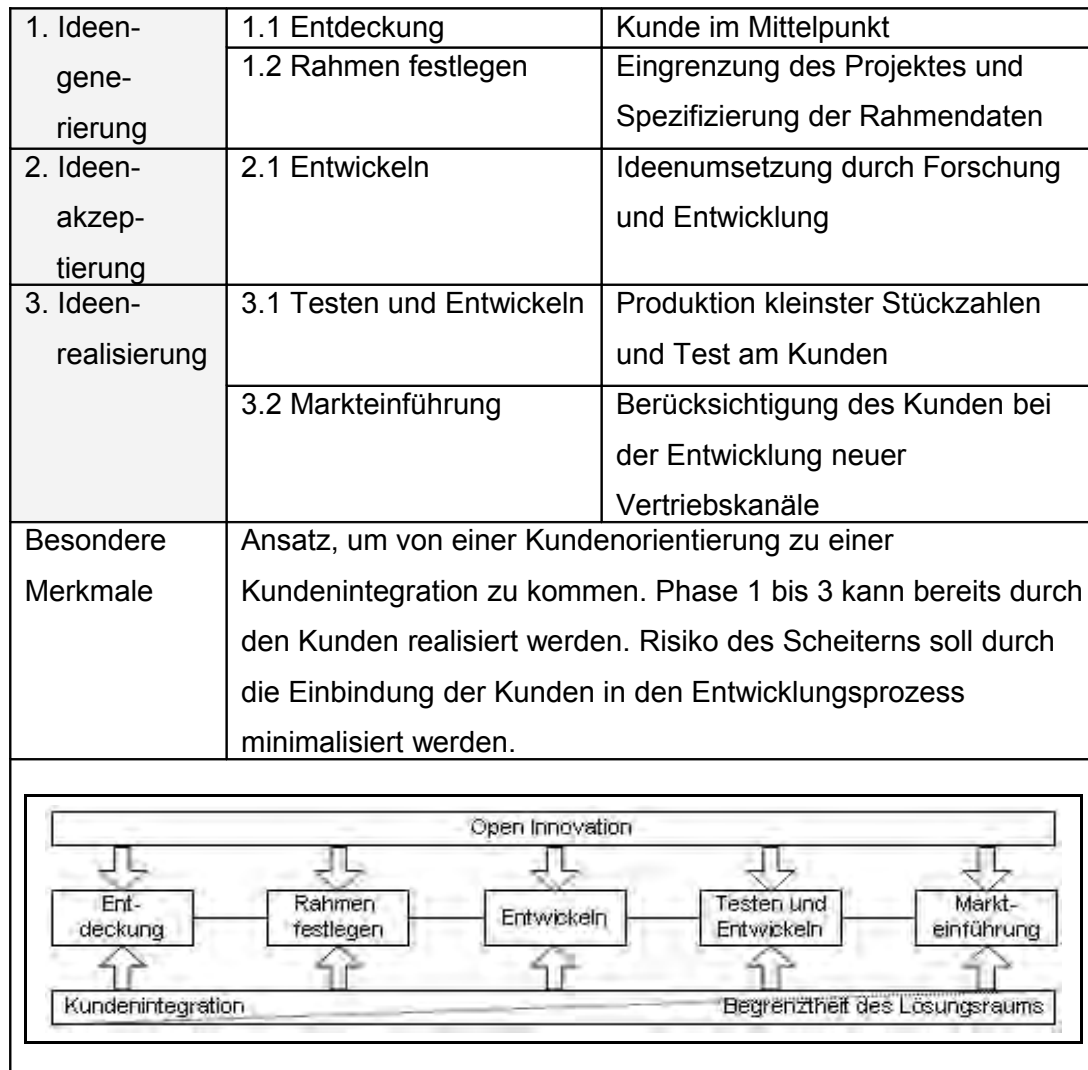 1. Ideen-
gene-
rierung
1.1 Entdeckung
Kunde im Mittelpunkt
1.2 Rahmen festlegen
Eingrenzung des Projektes und
Spezifizierung der Rahmendaten
2. Ideen-
akzep-
tierung
2.1 Entwickeln
Ideenumsetzung durch Forschung
und Entwicklung
3. Ideen-
realisierung
3.1 Testen und Entwickeln
Produktion kleinster Stückzahlen
und Test am Kunden
3.2 Markteinführung
Berücksichtigung des Kunden bei
der Entwicklung neuer
Vertriebskanäle
Besondere
Merkmale
Ansatz, um von einer Kundenorientierung zu einer
Kundenintegration zu kommen. Phase 1 bis 3 kann bereits durch
den Kunden realisiert werden. Risiko des Scheiterns soll durch
die Einbindung der Kunden in den Entwicklungsprozess
minimalisiert werden.
Open Innovation
Ent-
deckung
Rahmen
festlegen
Entwickeln
Testen und
Entwickeln
Markt-
einführung
Kundenintegration
Begrenztheit des Lösungsraums